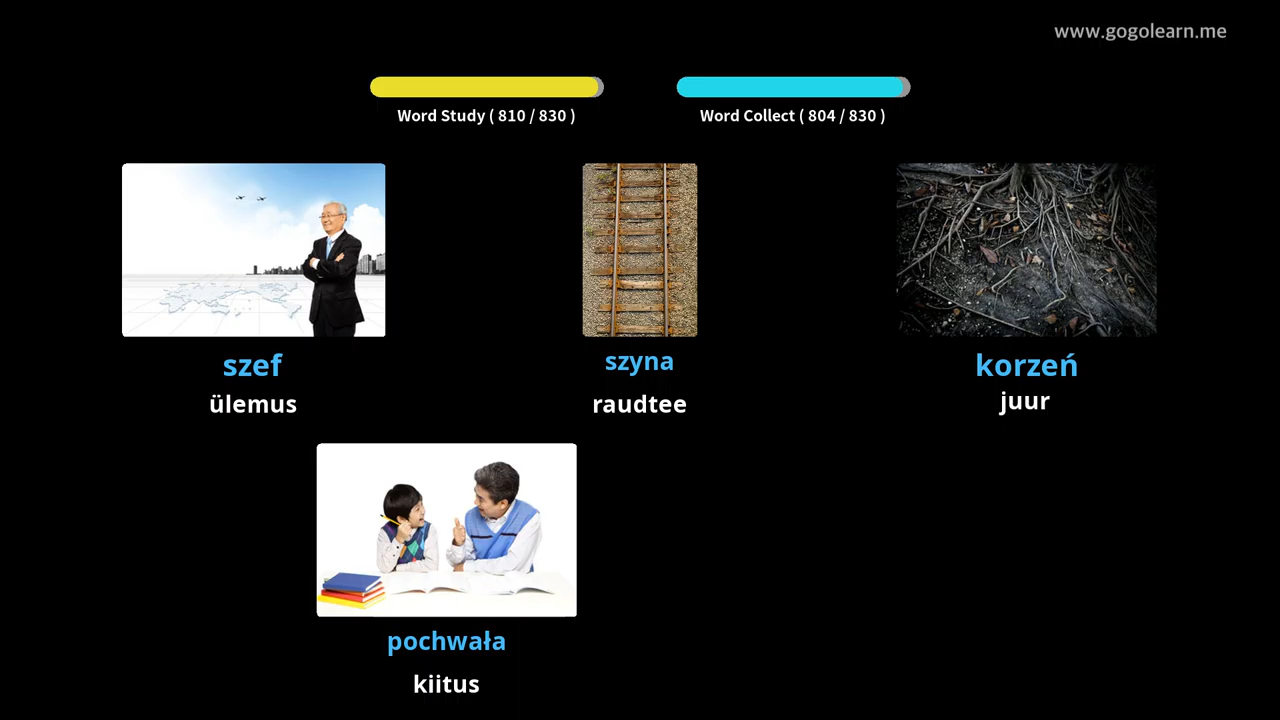 www.gogolearn.me
Word Study ( 810 / 830 )
Word Collect ( 804 / 830 )
szef
ülemus
szyna
raudtee
korzeń
juur
pochwała
kiitus